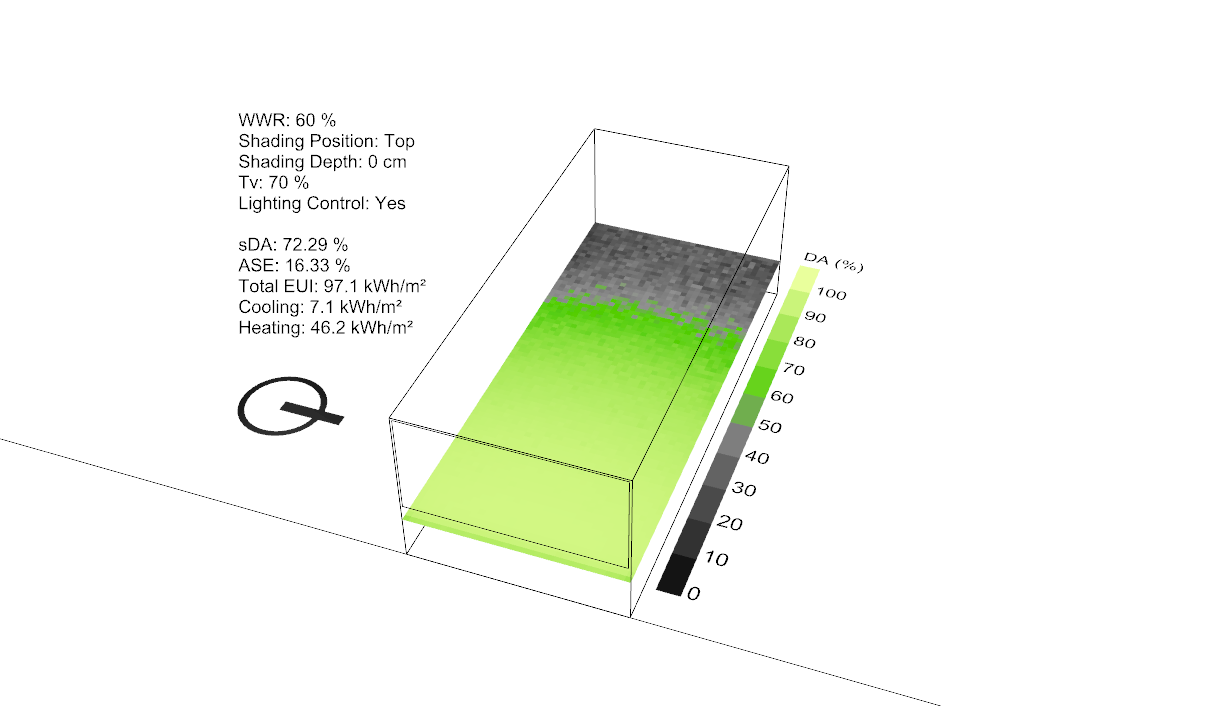 WWR: 60 %
Shading Position: Top
Shading Depth: 0 cm
Tv: 70 %
Lighting Control: Yes
sDA: 72.29 %
ASE: 16.33 %
Total EUI: 97.1 kWh/m²
Cooling: 7.1 kWh/m²
Heating: 46.2 kWh/m²
DA (%)
100
90
80
70
60
50
40
30
20
10
0